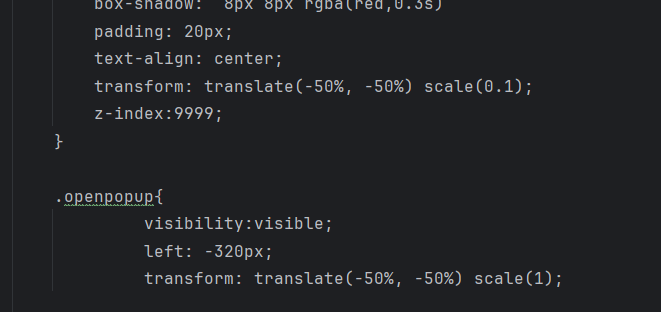 box-shadow:  8px 8px rgba(red,0.3s)
padding: 20px;
text-align: center;
transform: translate(-50%, -50%) scale(0.1);
z-index:9999;
}
.openpopup{
visibility:visible;
left: -320px;
transform: translate(-50%, -50%) scale(1);